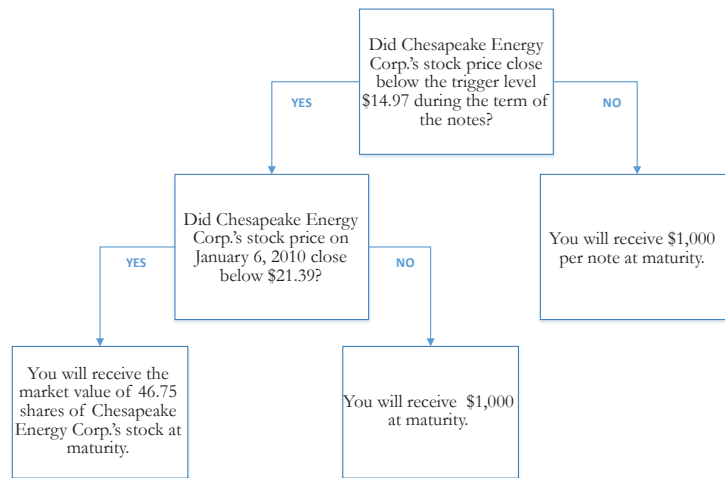 Did Chesapeake Energy
Corp.'s stock price close
below the trigger level
$14.97 during the term of
the notes?
YES
NO
Did Chesapeake Energy
Corp.'s stock price on
January 6, 2010 close
below $21.39?
You will receive $1,000
per note at maturity.
YES
NO
You will receive the
market value of 46.75
shares of Chesapeake
Energy Corp.'s stock at
maturity.
You will receive $1,000
at maturity.